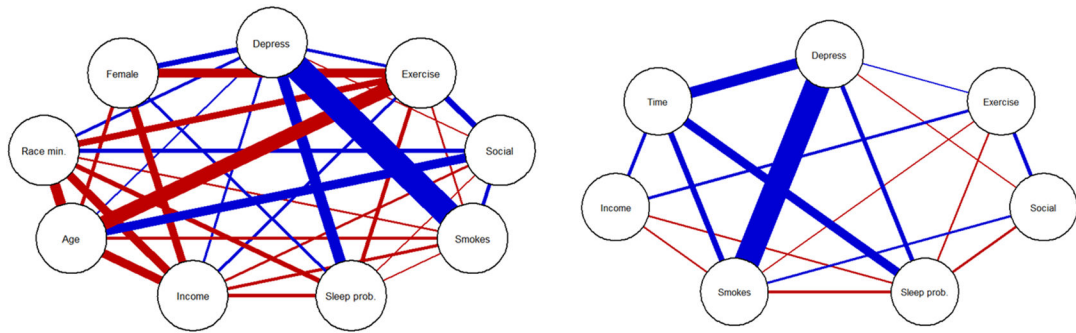 Depress
Female
Exercise
Race min.
Social
Age
Smokes
Income
Sleep prob.
Depress
Time
Exercise
Income
Social
Smokes
Sleep prob.